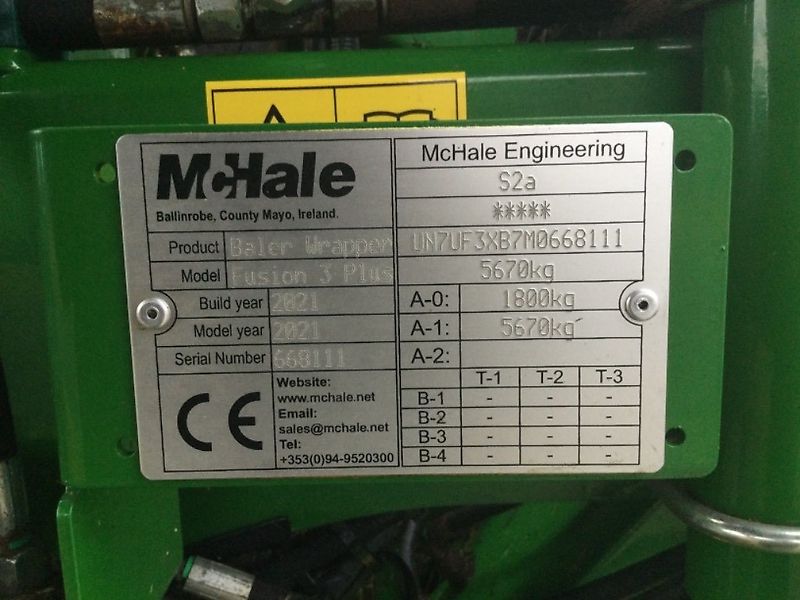 McHale
Ballinrobe, County Mayo, Ireland.
Product Baler Wrapper
Model Fusion 3 Plus
Build year 2021
Model year 2021
Serial Number 668111
CE
Website:
www.mchale.net
Email:
sales@mchale.net
Tel:
+353(0)94-9520300
McHale Engineering
S2a
*****
UN7UF3XB7M0668111
5670kg
A-0: 1800kg
A-1: 5670kg
A-2:
T-1 T-2 T-3
B-1 - - -
B-2 - - -
B-3 - - -
B-4 - - -